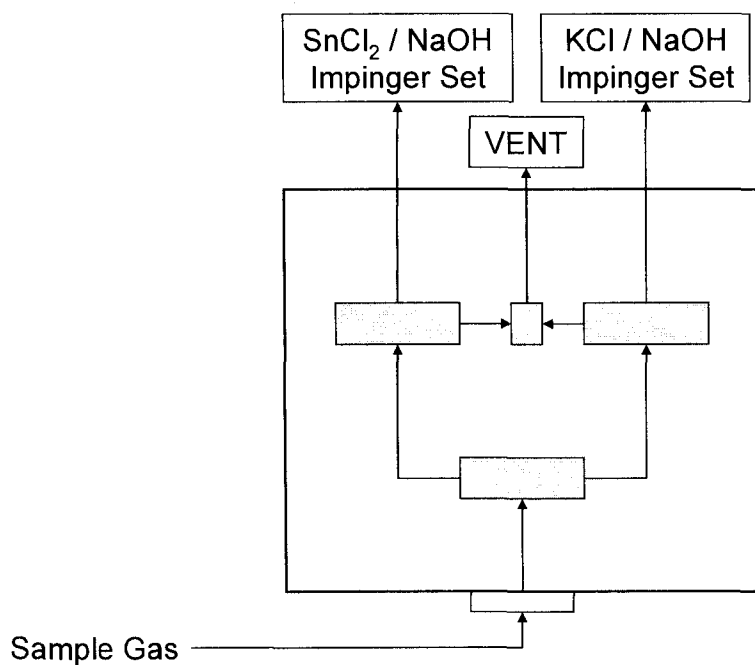 SnCl₂ / NaOH
Impinger Set
KCl / NaOH
Impinger Set
VENT
Sample Gas